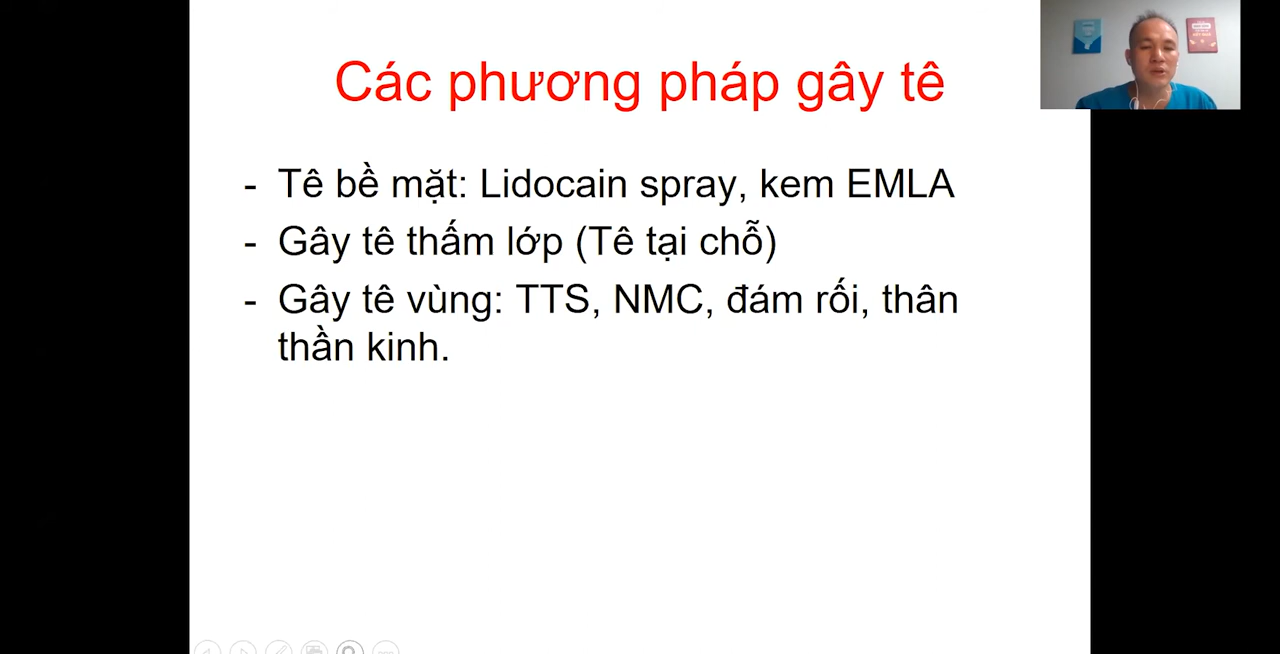 Các phương pháp gây tê
- Tê bề mặt: Lidocain spray, kem EMLA
- Gây tê thấm lớp (Tê tại chỗ)
- Gây tê vùng: TTS, NMC, đám rối, thân
thần kinh.